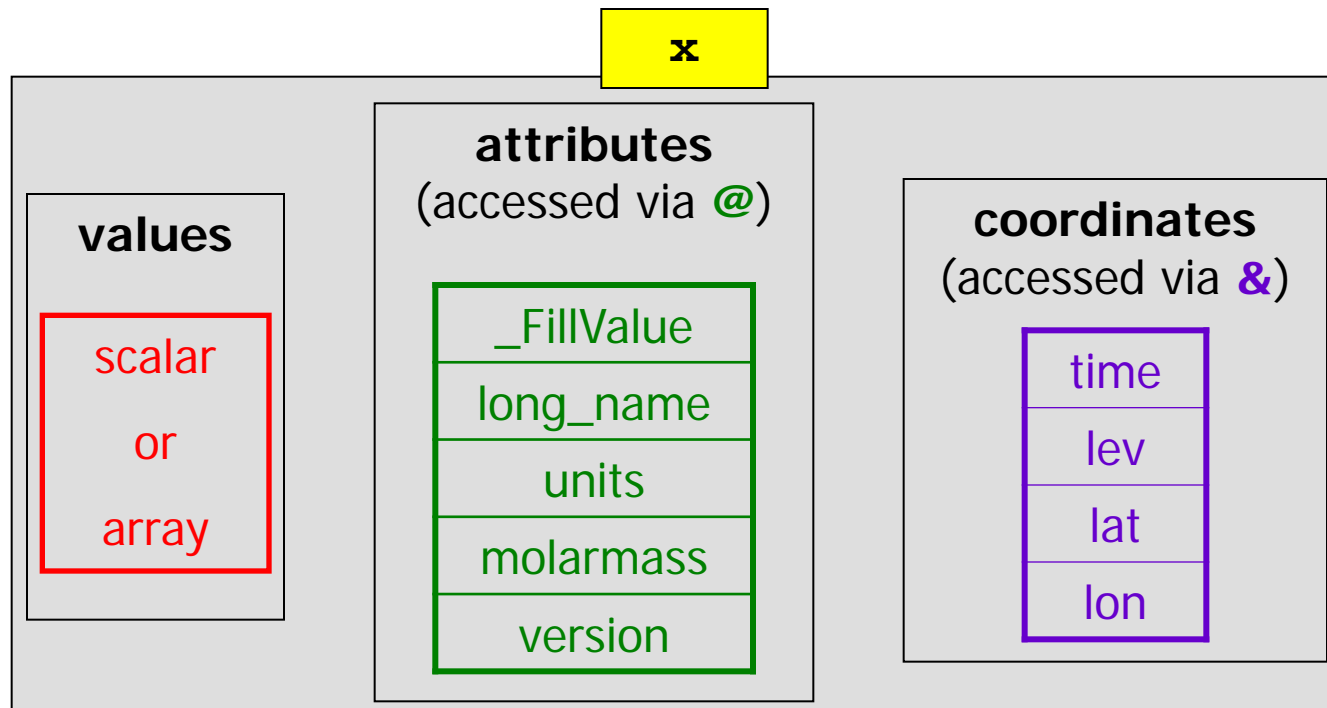 x
values
scalar
or
array
attributes
(accessed via @)
_FillValue
long_name
units
molarmass
version
coordinates
(accessed via &)
time
lev
lat
lon